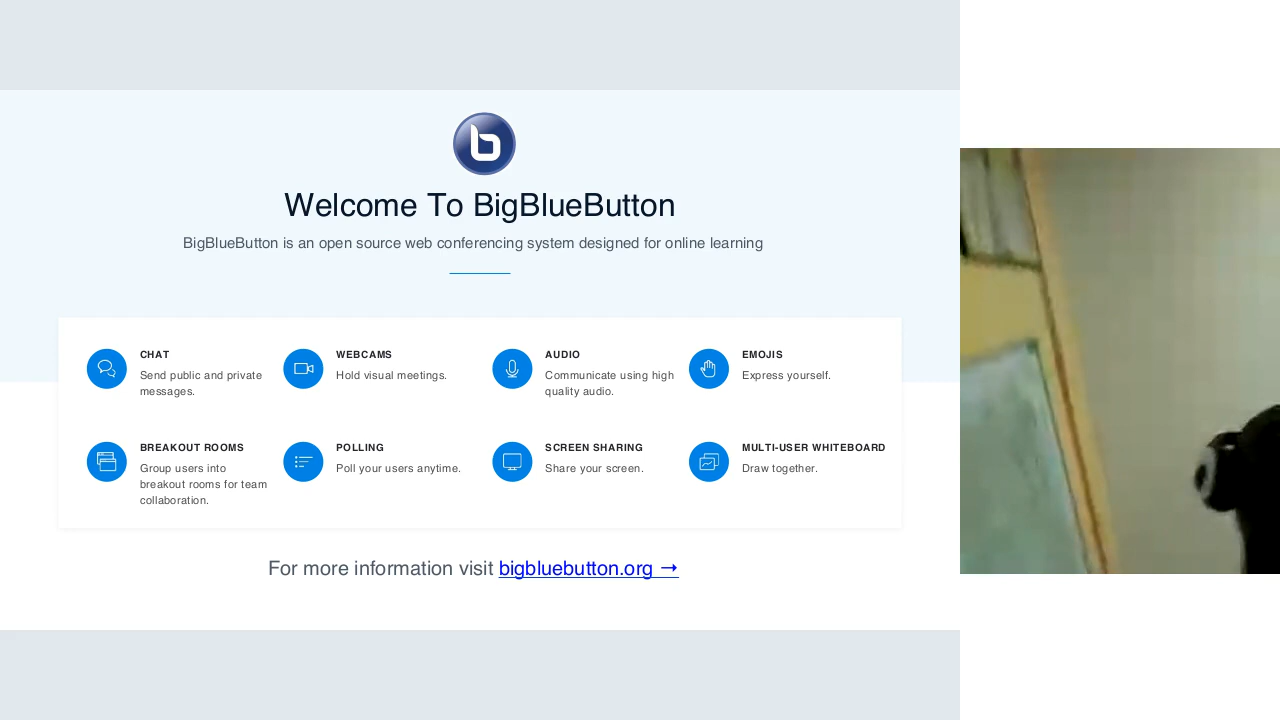 Welcome To BigBlueButton
BigBlueButton is an open source web conferencing system designed for online learning
CHAT
Send public and private
messages.
WEBCAMS
Hold visual meetings.
AUDIO
Communicate using high
quality audio.
EMOJIS
Express yourself.
BREAKOUT ROOMS
Group users into
breakout rooms for team
collaboration.
POLLING
Poll your users anytime.
SCREEN SHARING
Share your screen.
MULTI-USER WHITEBOARD
Draw together.
For more information visit bigbluebutton.org →